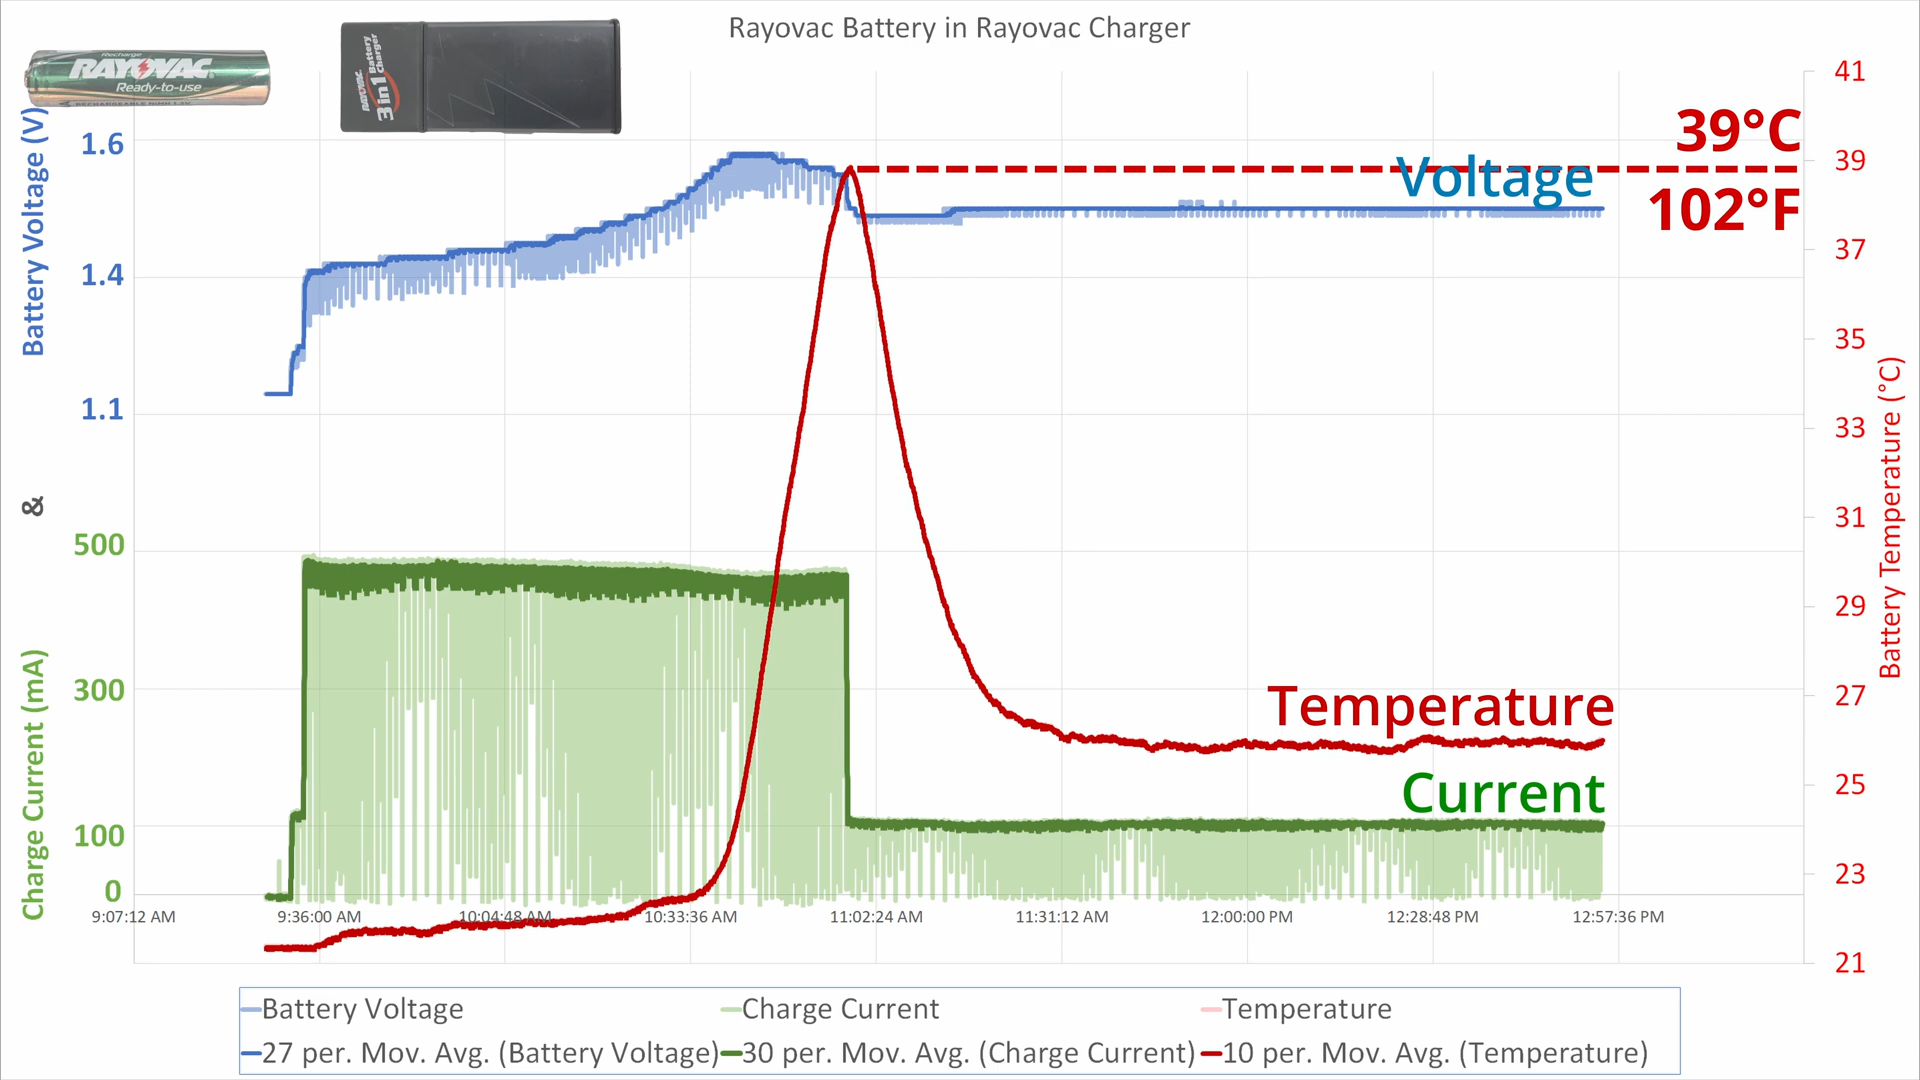 Rayovac Battery in Rayovac Charger
Recharge
RAYOVAC
Ready-to-use
RAYOVAC
3 in 1 Battery Charger
Battery Voltage (V)
&
Charge Current (mA)
1.6
1.4
1.1
500
300
100
0
41
39
37
35
33
31
29
27
25
23
21
Battery Temperature (°C)
39°C
102°F
Voltage
Temperature
Current
9:07:12 AM
9:36:00 AM
10:04:48 AM
10:33:36 AM
11:02:24 AM
11:31:12 AM
12:00:00 PM
12:28:48 PM
12:57:36 PM
Battery Voltage
Charge Current
Temperature
27 per. Mov. Avg. (Battery Voltage)
30 per. Mov. Avg. (Charge Current)
10 per. Mov. Avg. (Temperature)